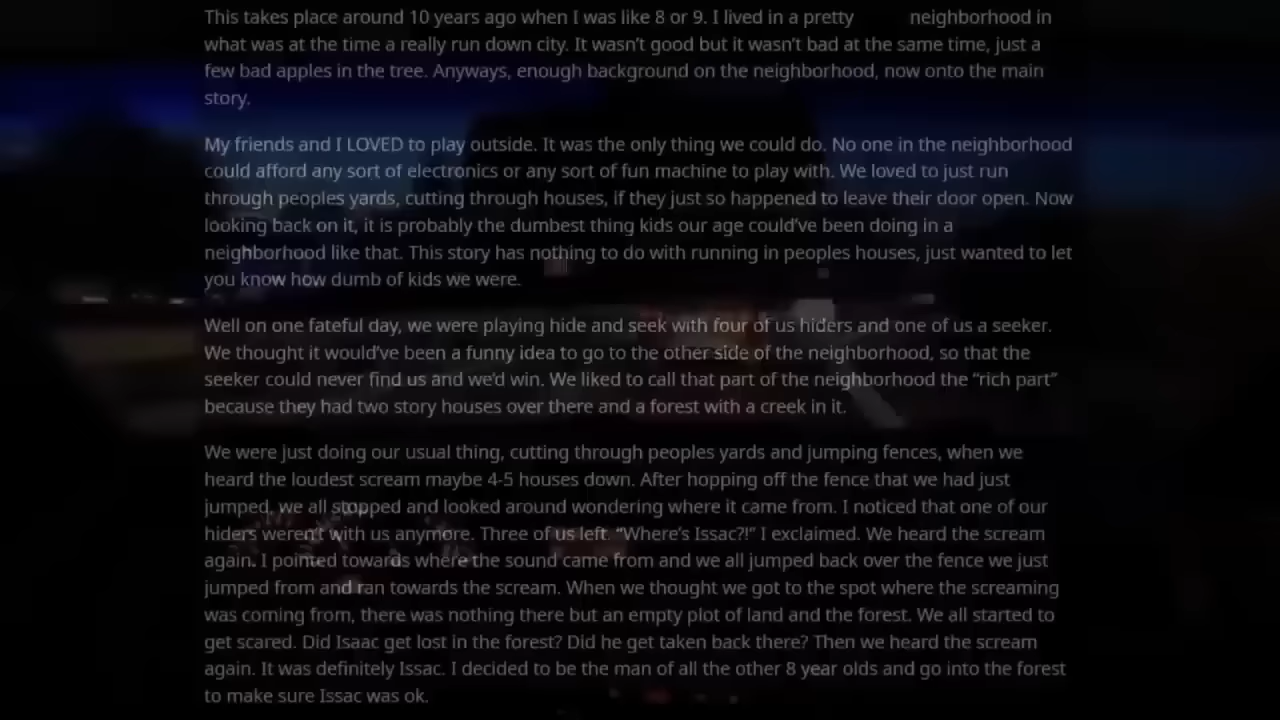 This takes place around 10 years ago when I was like 8 or 9. I lived in a pretty neighborhood in
what was at the time a really run down city. It wasn’t good but it wasn’t bad at the same time, just a
few bad apples in the tree. Anyways, enough background on the neighborhood, now onto the main
story.
My friends and I LOVED to play outside. It was the only thing we could do. No one in the neighborhood
could afford any sort of electronics or any sort of fun machine to play with. We loved to just run
through peoples yards, cutting through houses, if they just so happened to leave their door open. Now
looking back on it, it is probably the dumbest thing kids our age could’ve been doing in a
neighborhood like that. This story has nothing to do with running in peoples houses, just wanted to let
you know how dumb of kids we were.
Well on one fateful day, we were playing hide and seek with four of us hiders and one of us a seeker.
We thought it would’ve been a funny idea to go to the other side of the neighborhood, so that the
seeker could never find us and we’d win. We liked to call that part of the neighborhood the “rich part”
because they had two story houses over there and a forest with a creek in it.
We were just doing our usual thing, cutting through peoples yards and jumping fences, when we
heard the loudest scream maybe 4-5 houses down. After hopping off the fence that we had just
jumped, we all stopped and looked around wondering where it came from. I noticed that one of our
hiders weren’t with us anymore. Three of us left. “Where’s Issac?!” I exclaimed. We heard the scream
again. I pointed towards where the sound came from and we all jumped back over the fence we just
jumped from and ran towards the scream. When we thought we got to the spot where the screaming
was coming from, there was nothing there but an empty plot of land and the forest. We all started to
get scared. Did Isaac get lost in the forest? Did he get taken back there? Then we heard the scream
again. It was definitely Issac. I decided to be the man of all the other 8 year olds and go into the forest
to make sure Issac was ok.